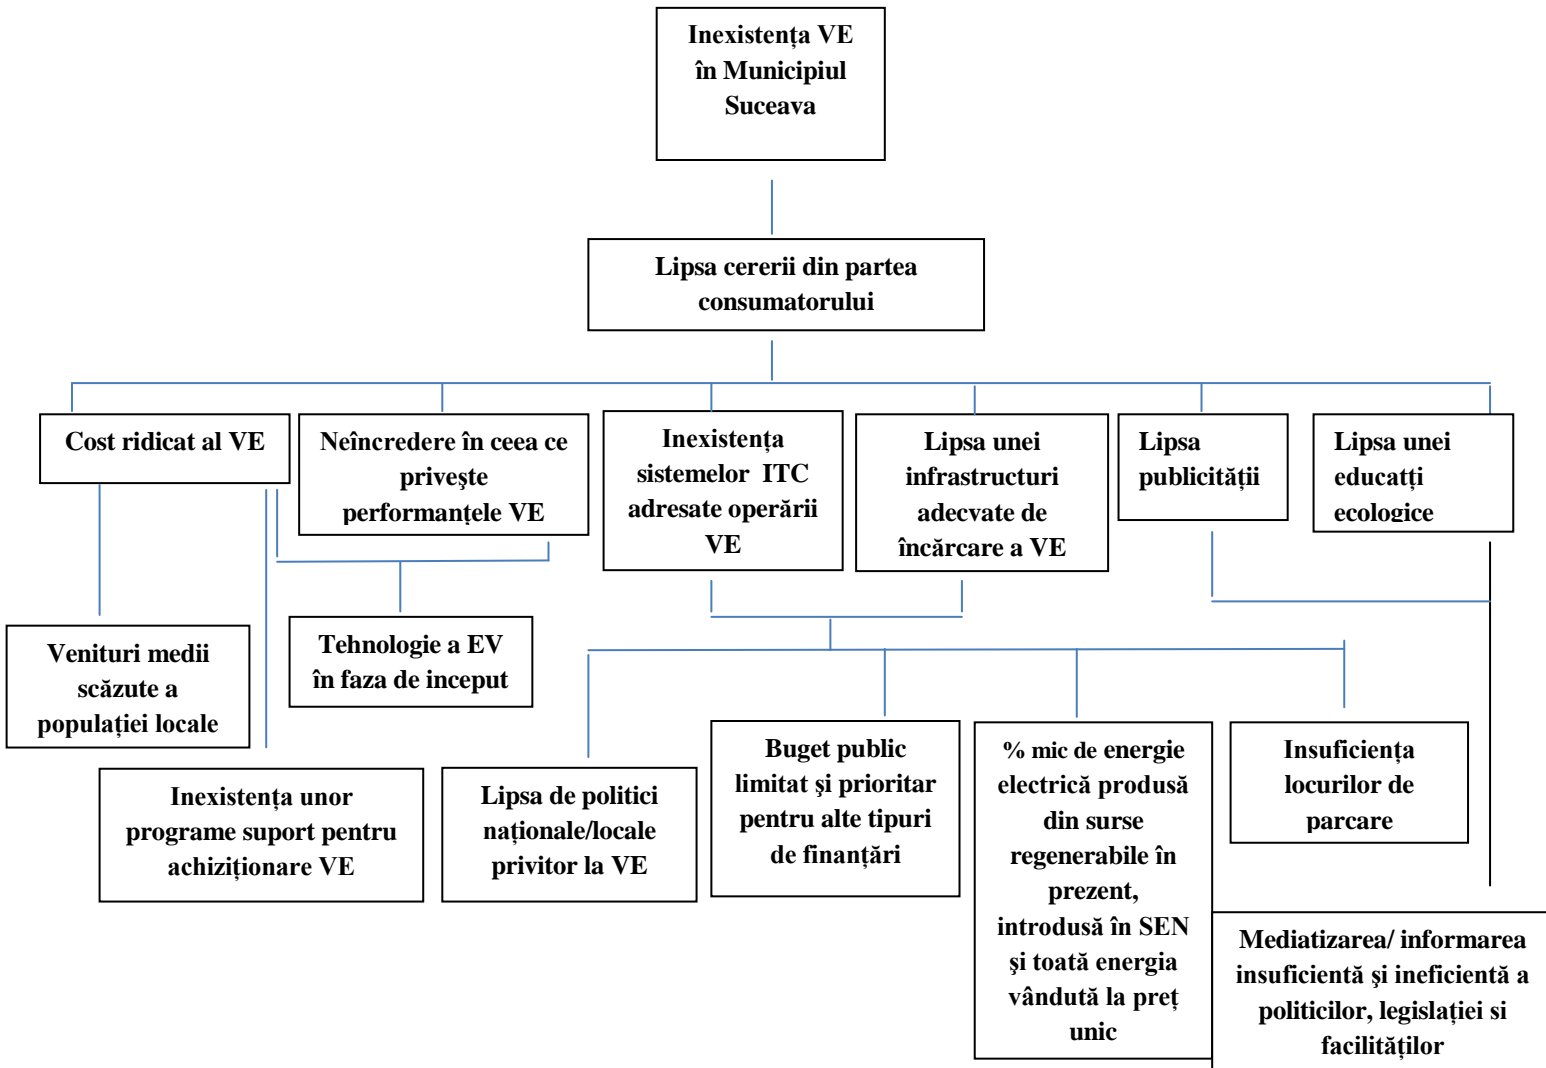 Inexistența VE
în Municipiul
Suceava
Lipsa cererii din partea
consumatorului
Cost ridicat al VE
Neîncredere în ceea ce
priveşte
performanțele VE
Inexistența
sistemelor ITC
adresate operării
VE
Lipsa unei
infrastructuri
adecvate de
încărcare a VE
Lipsa
publicității
Lipsa unei
educatți
ecologice
Venituri medii
scăzute a
populației locale
Tehnologie a EV
în faza de inceput
Inexistența unor
programe suport pentru
achiziționare VE
Lipsa de politici
naționale/locale
privitor la VE
Buget public
limitat şi prioritar
pentru alte tipuri
de finanțări
% mic de energie
electrică produsă
din surse
regenerabile în
prezent,
introdusă în SEN
şi toată energia
vândută la preț
unic
Insuficiența
locurilor de
parcare
Mediatizarea/ informarea
insuficientă şi ineficientă a
politicilor, legislației si
facilităților